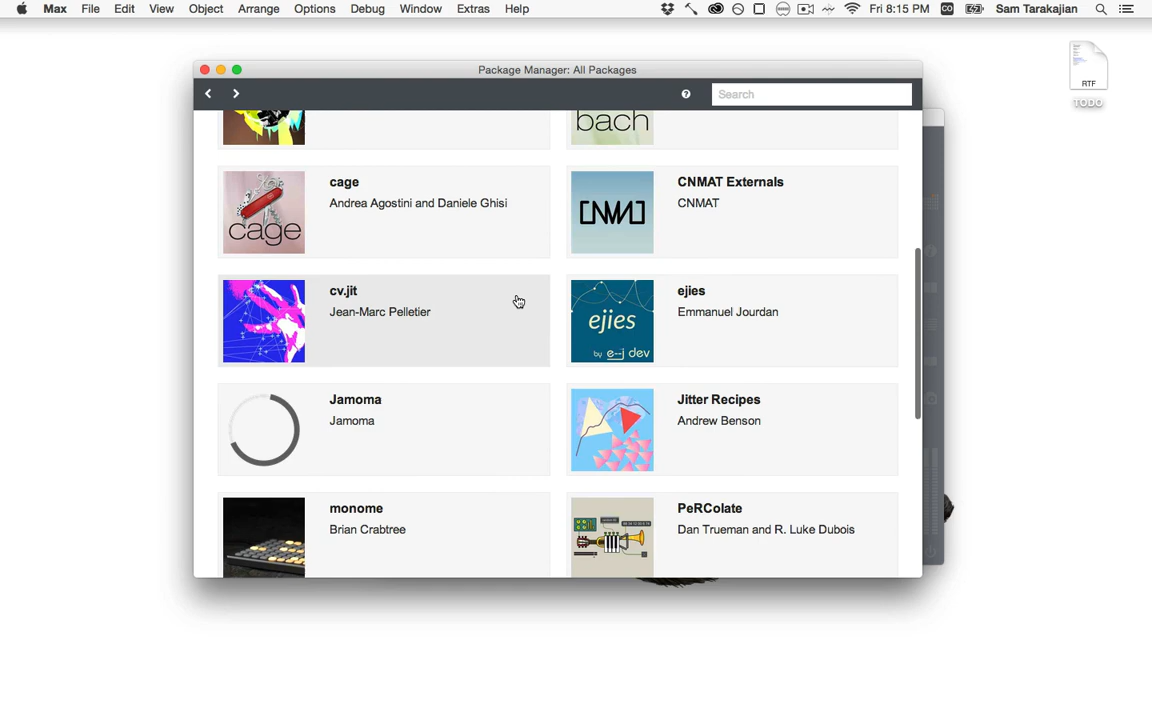 Max File Edit View Object Arrange Options Debug Window Extras Help Fri 8:15 PM Sam Tarakajian
Package Manager: All Packages
? Search
RTF
TODO
bach
cage
Andrea Agostini and Daniele Ghisi
cage
CNMAT Externals
CNMAT
cv.jit
Jean-Marc Pelletier
ejies
Emmanuel Jourdan
ejies
by e--j dev
Jamoma
Jamoma
Jitter Recipes
Andrew Benson
monome
Brian Crabtree
PeRColate
Dan Trueman and R. Luke Dubois